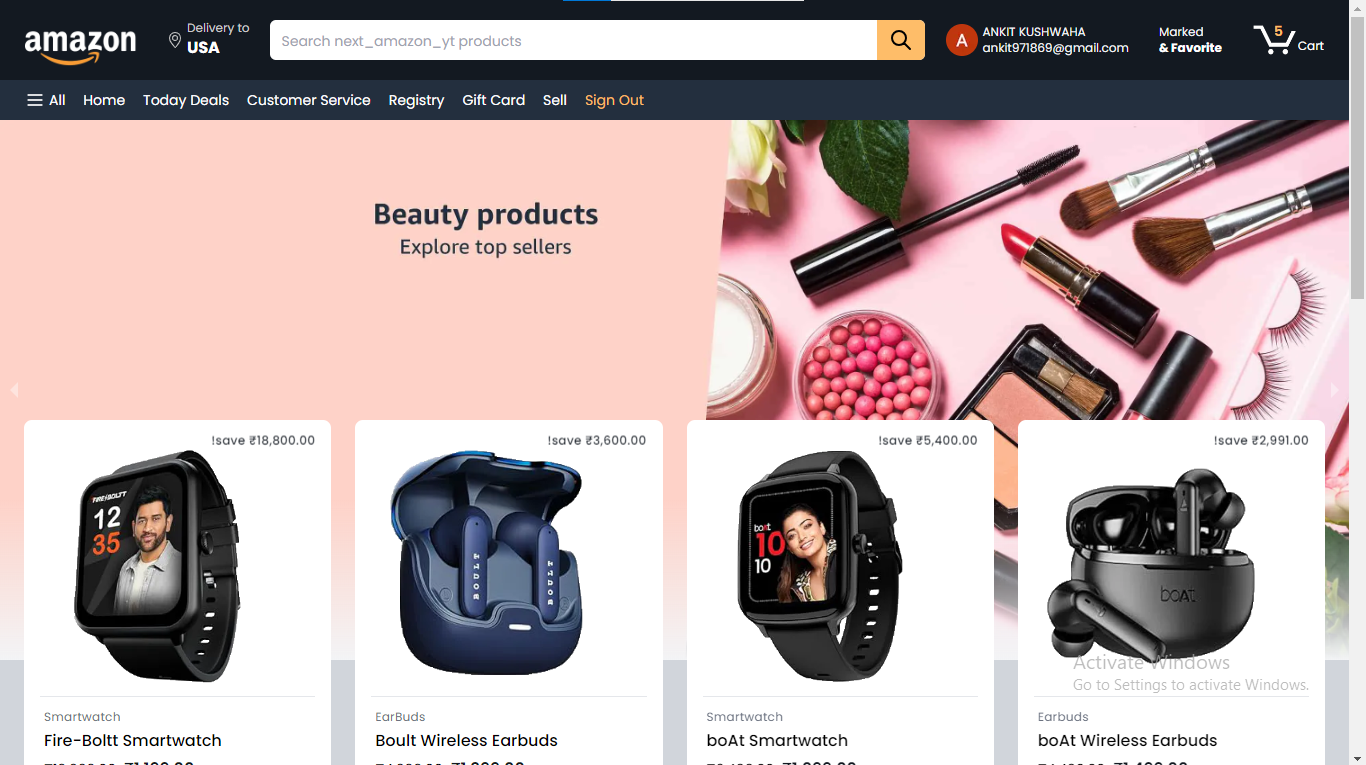 amazon
Delivery to
USA
Search next_amazon_yt products
A
ANKIT KUSHWAHA
ankit971869@gmail.com
Marked
& Favorite
5
Cart
All Home Today Deals Customer Service Registry Gift Card Sell Sign Out
Beauty products
Explore top sellers
!save ₹18,800.00
!save ₹3,600.00
!save ₹5,400.00
!save ₹2,991.00
FIRE-BOLTT
12
35
BOULT
BOULT
boAt
10
10
boAt
Activate Windows
Go to Settings to activate Windows.
Smartwatch
Fire-Boltt Smartwatch
EarBuds
Boult Wireless Earbuds
Smartwatch
boAt Smartwatch
Earbuds
boAt Wireless Earbuds